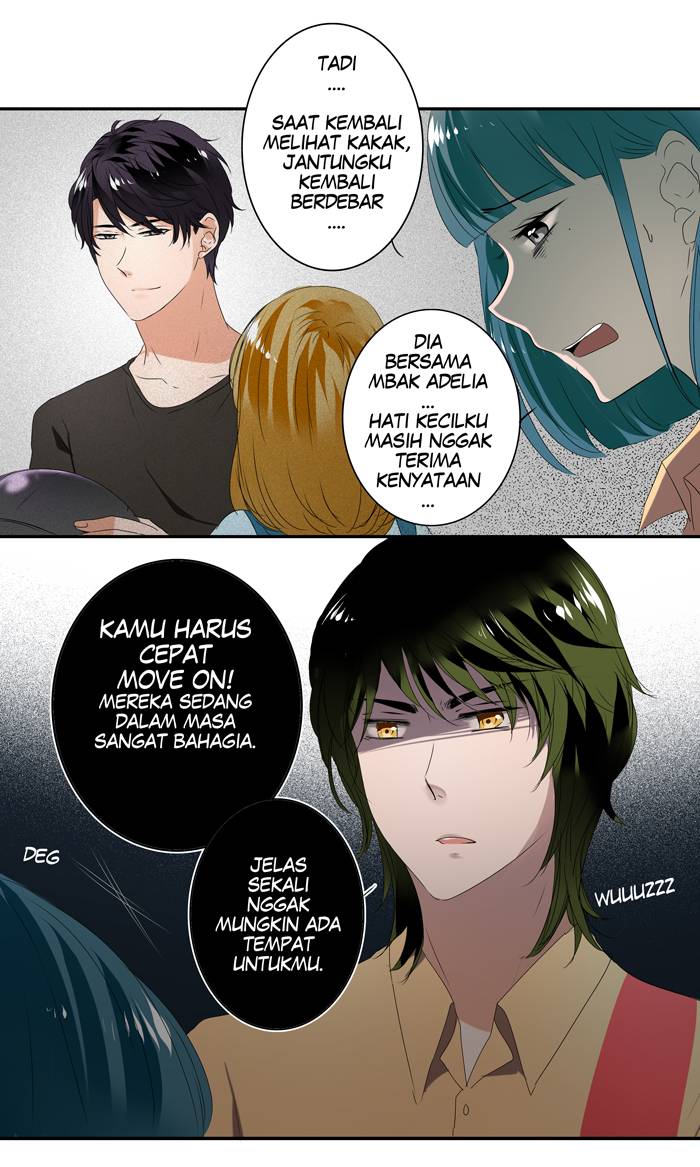 TADI
....
SAAT KEMBALI
MELIHAT KAKAK,
JANTUNGKU
KEMBALI
BERDEBAR
....
DIA
BERSAMA
MBAK ADELIA
...
HATI KECILKU
MASIH NGGAK
TERIMA
KENYATAAN
...
KAMU HARUS
CEPAT
MOVE ON!
MEREKA SEDANG
DALAM MASA
SANGAT BAHAGIA.
DEG
JELAS
SEKALI
NGGAK
MUNGKIN ADA
TEMPAT
UNTUKMU.
WUUUZZZ